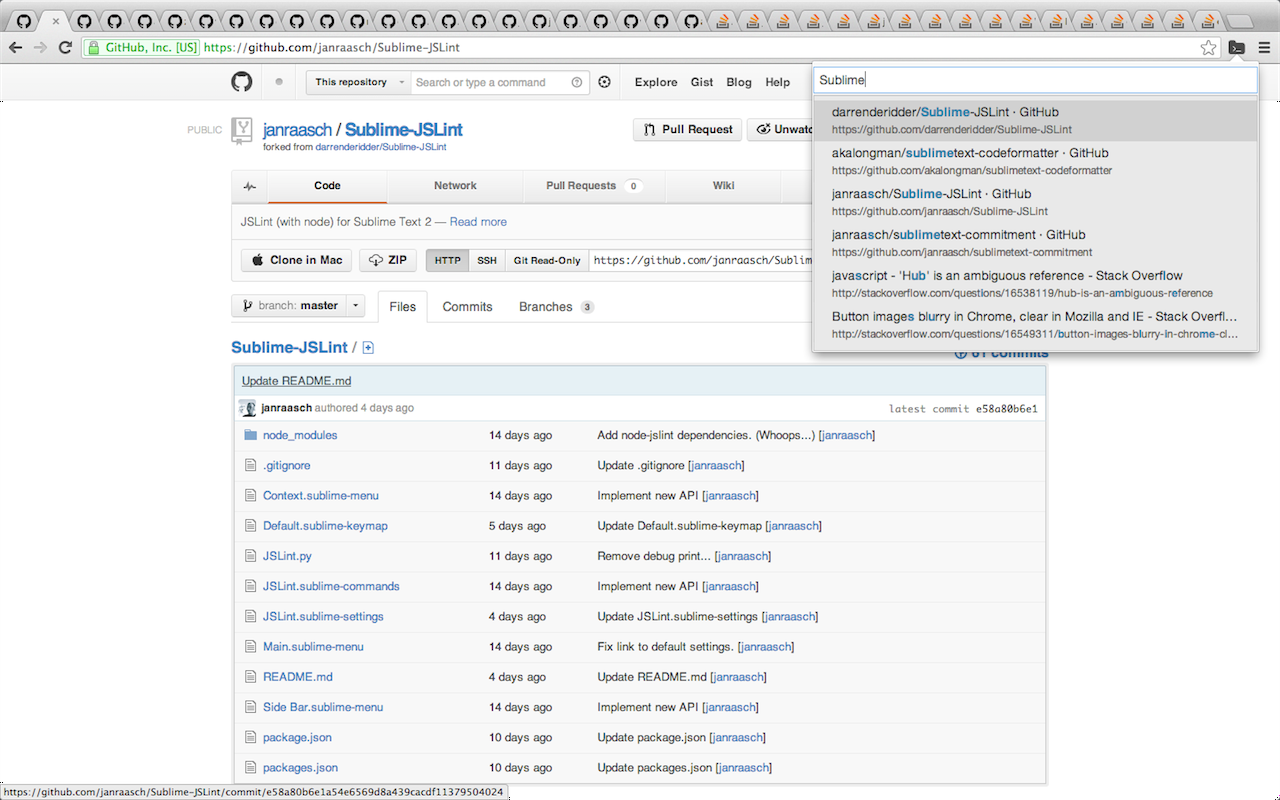 GitHub, Inc. [US] https://github.com/janraasch/Sublime-JSLint
This repository Search or type a command Explore Gist Blog Help
Sublime
darrenderidder/Sublime-JSLint · GitHub
https://github.com/darrenderidder/Sublime-JSLint
akalongman/sublimetext-codeformatter · GitHub
https://github.com/akalongman/sublimetext-codeformatter
janraasch/Sublime-JSLint · GitHub
https://github.com/janraasch/Sublime-JSLint
janraasch/sublimetext-commitment · GitHub
https://github.com/janraasch/sublimetext-commitment
javascript - 'Hub' is an ambiguous reference - Stack Overflow
http://stackoverflow.com/questions/16538119/hub-is-an-ambiguous-reference
Button images blurry in Chrome, clear in Mozilla and IE - Stack Overfl...
http://stackoverflow.com/questions/16549311/button-images-blurry-in-chrome-cl...
PUBLIC janraasch / Sublime-JSLint Pull Request Unwatc
forked from darrenderidder/Sublime-JSLint
Code Network Pull Requests 0 Wiki
JSLint (with node) for Sublime Text 2 — Read more
Clone in Mac ZIP HTTP SSH Git Read-Only https://github.com/janraasch/Sublim
branch: master Files Commits Branches 3
Sublime-JSLint / 61 commits
Update README.md
janraasch authored 4 days ago latest commit e58a80b6e1
node_modules 14 days ago Add node-jslint dependencies. (Whoops...) [janraasch]
.gitignore 11 days ago Update .gitignore [janraasch]
Context.sublime-menu 14 days ago Implement new API [janraasch]
Default.sublime-keymap 5 days ago Update Default.sublime-keymap [janraasch]
JSLint.py 11 days ago Remove debug print... [janraasch]
JSLint.sublime-commands 14 days ago Implement new API [janraasch]
JSLint.sublime-settings 4 days ago Update JSLint.sublime-settings [janraasch]
Main.sublime-menu 14 days ago Fix link to default settings. [janraasch]
README.md 4 days ago Update README.md [janraasch]
Side Bar.sublime-menu 14 days ago Implement new API [janraasch]
package.json 10 days ago Update package.json [janraasch]
packages.json 10 days ago Update packages.json [janraasch]
https://github.com/janraasch/Sublime-JSLint/commit/e58a80b6e1a54e6569d8a439cacdf11379504024